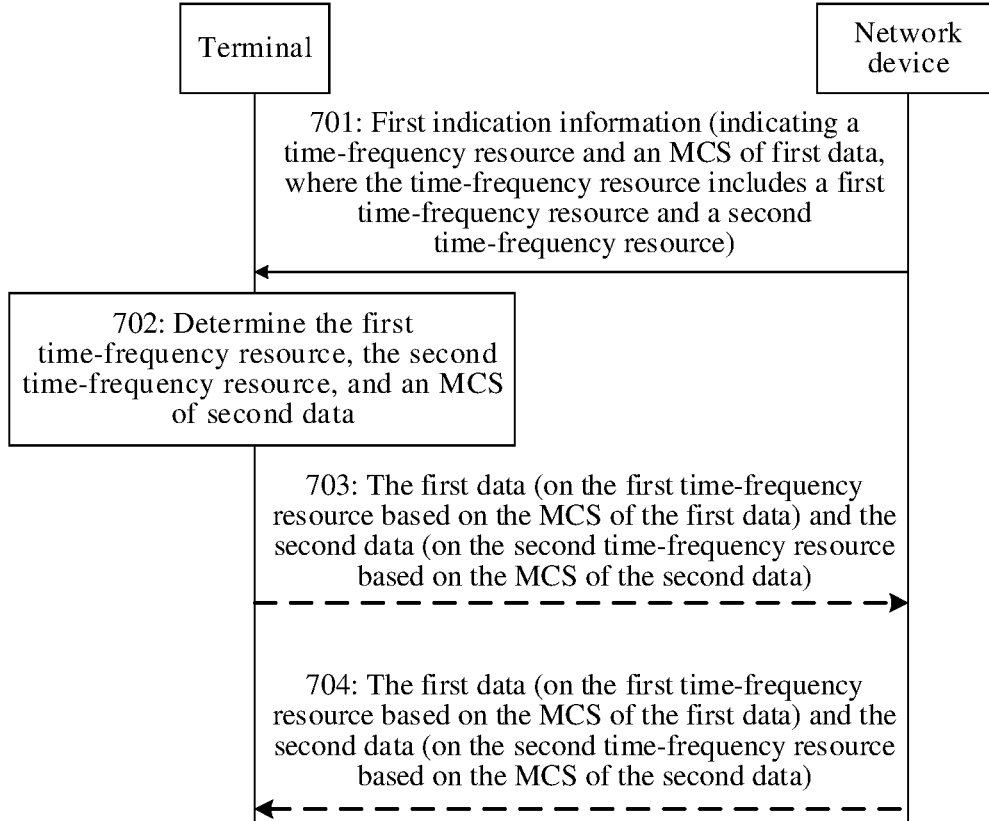 Terminal
Network
device
701: First indication information (indicating a
time-frequency resource and an MCS of first data,
where the time-frequency resource includes a first
time-frequency resource and a second
time-frequency resource)
702: Determine the first
time-frequency resource, the second
time-frequency resource, and an MCS
of second data
703: The first data (on the first time-frequency
resource based on the MCS of the first data) and the
second data (on the second time-frequency resource
based on the MCS of the second data)
704: The first data (on the first time-frequency
resource based on the MCS of the first data) and the
second data (on the second time-frequency resource
based on the MCS of the second data)